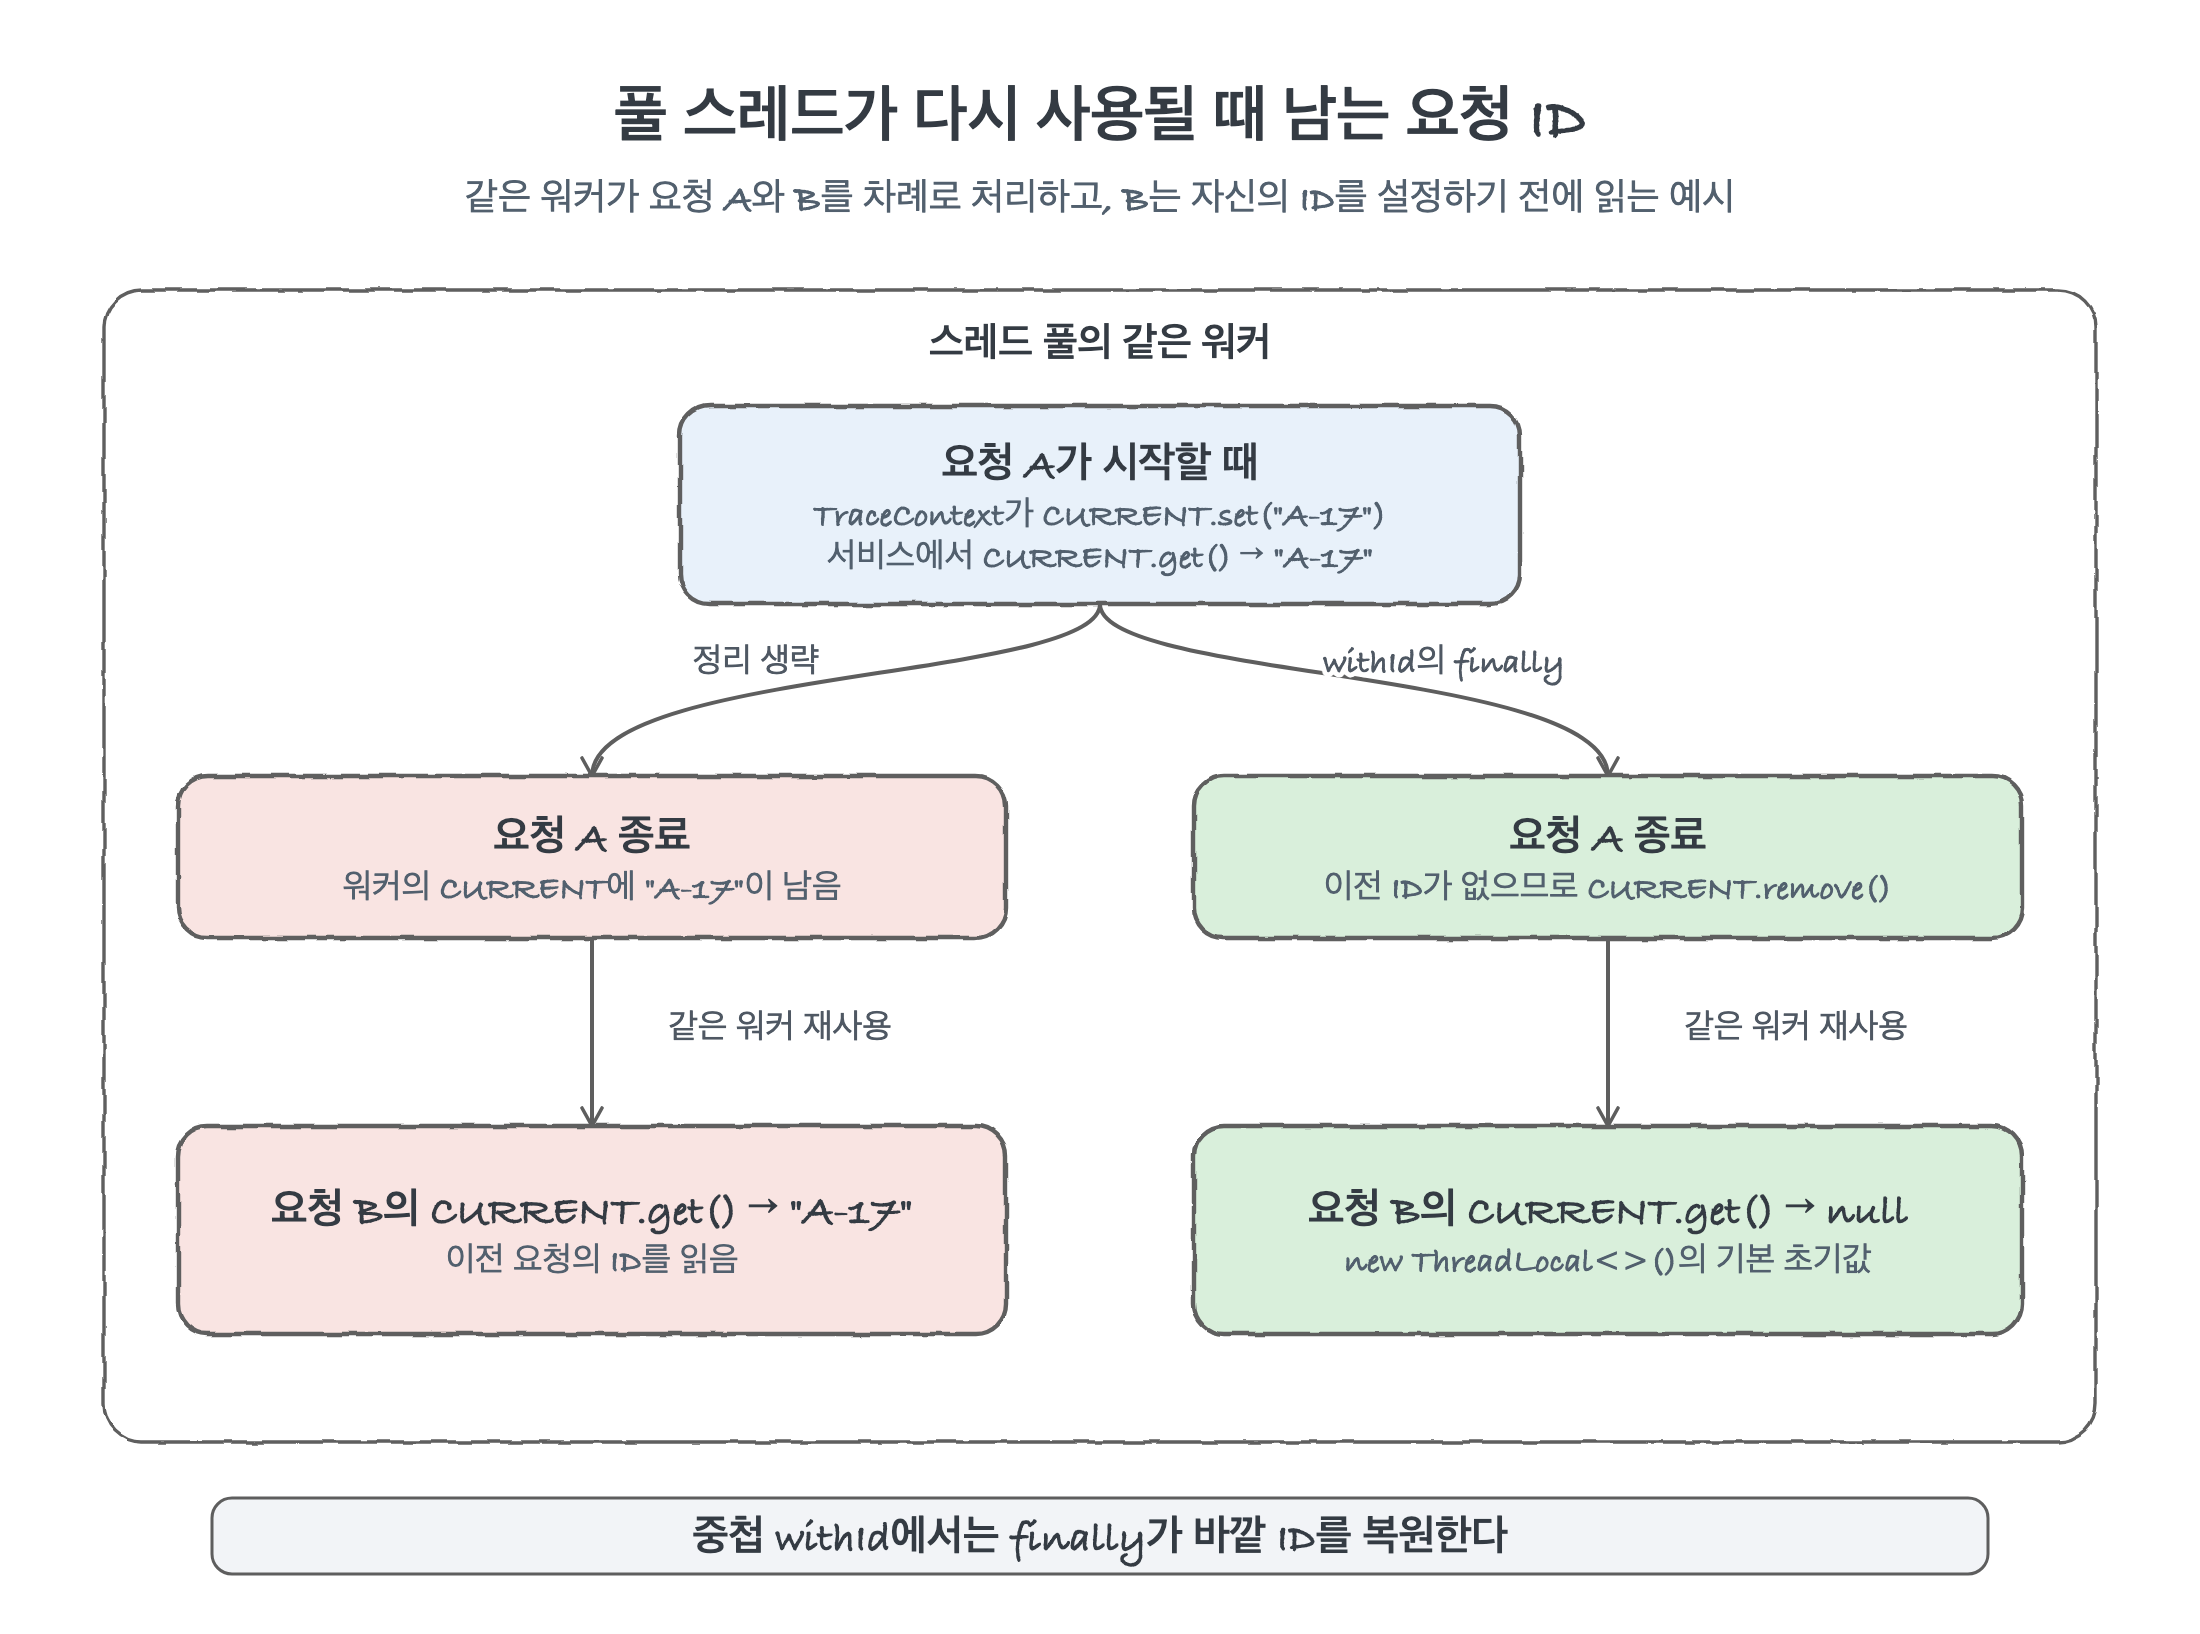 풀 스레드가 다시 사용될 때 남는 요청 ID
같은 워커가 요청 A와 B를 차례로 처리하고, B는 자신의 ID를 설정하기 전에 읽는 예시
스레드 풀의 같은 워커
요청 A가 시작할 때
TraceContext가 CURRENT.set("A-17")
서비스에서 CURRENT.get() → "A-17"
정리 생략
withId의 finally
요청 A 종료
워커의 CURRENT에 "A-17"이 남음
요청 A 종료
이전 ID가 없으므로 CURRENT.remove()
같은 워커 재사용
같은 워커 재사용
요청 B의 CURRENT.get() → "A-17"
이전 요청의 ID를 읽음
요청 B의 CURRENT.get() → null
new ThreadLocal<>()의 기본 초기값
중첩 withId에서는 finally가 바깥 ID를 복원한다